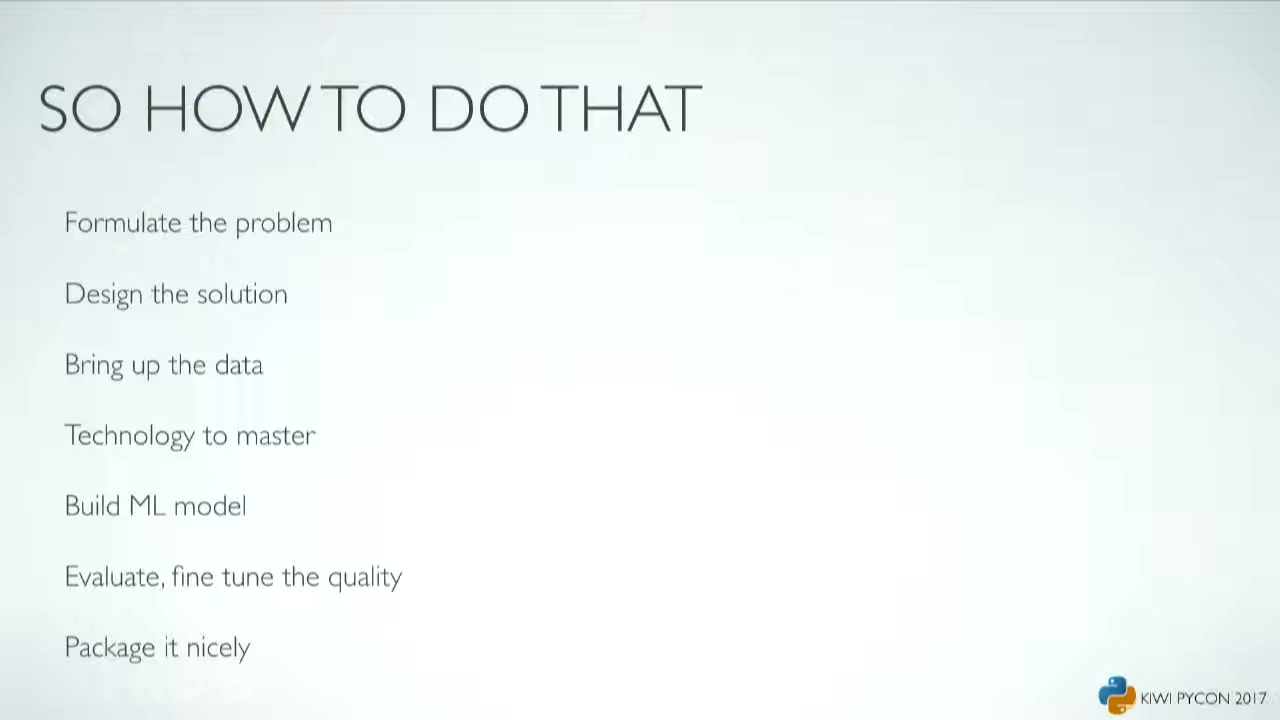 SO HOW TO DO THAT
Formulate the problem
Design the solution
Bring up the data
Technology to master
Build ML model
Evaluate, fine tune the quality
Package it nicely
KIWI PYCON 2017